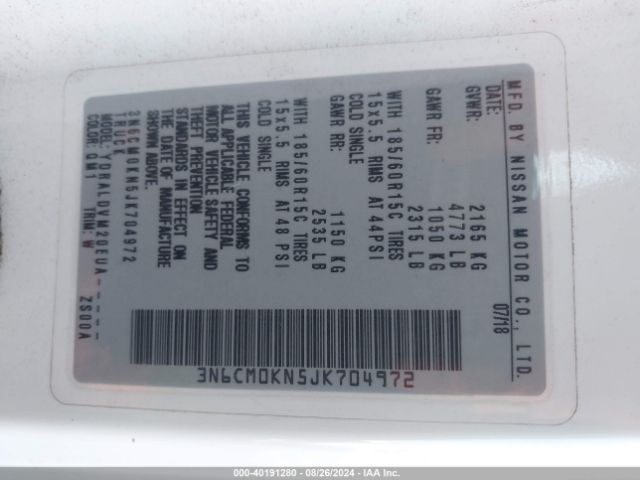 MFD. BY NISSAN MOTOR CO., LTD.
DATE: 07/18
GVWR: 2165 KG
4773 LB
GAWR FR: 1050 KG
2315 LB
WITH 185/60R15C TIRES
15x5.5 RIMS AT 44PSI
COLD SINGLE
GAWR RR: 1150 KG
2535 LB
WITH 185/60R15C TIRES
15x5.5 RIMS AT 48 PSI
COLD SINGLE
THIS VEHICLE CONFORMS TO
ALL APPLICABLE FEDERAL
MOTOR VEHICLE SAFETY AND
THEFT PREVENTION
STANDARDS IN EFFECT ON
THE DATE OF MANUFACTURE
SHOWN ABOVE.
3N6CM0KN5JK704972
TRUCK
MODEL: YDRALDVM20EUA-----
COLOR: QM1 TRIM: W ZS00A
3N6CM0KN5JK704972
000-40191280 - 08/26/2024 - IAA, Inc.